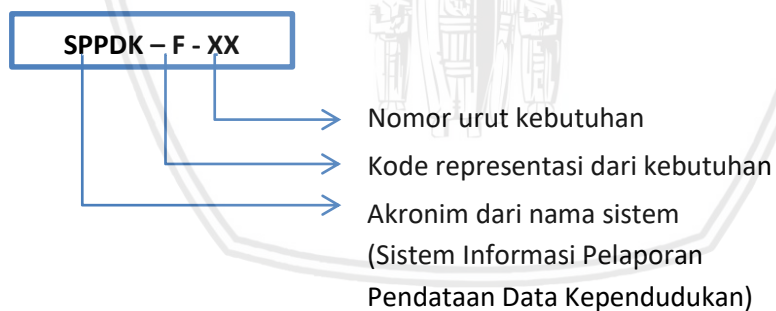 SPPDK – F - XX
Nomor urut kebutuhan
Kode representasi dari kebutuhan
Akronim dari nama sistem
(Sistem Informasi Pelaporan
Pendataan Data Kependudukan)